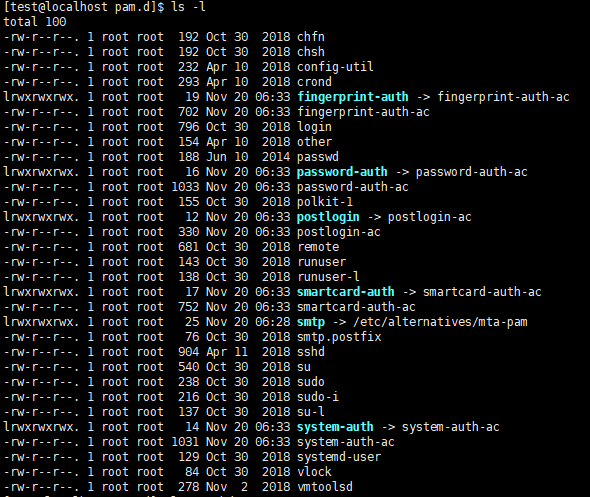 [test@localhost pam.d]$ ls -l
total 100
-rw-r--r--. 1 root root  192 Oct 30  2018 chfn
-rw-r--r--. 1 root root  192 Oct 30  2018 chsh
-rw-r--r--. 1 root root  232 Apr 10  2018 config-util
-rw-r--r--. 1 root root  293 Apr 10  2018 crond
lrwxrwxrwx. 1 root root   19 Nov 20 06:33 fingerprint-auth -> fingerprint-auth-ac
-rw-r--r--. 1 root root  702 Nov 20 06:33 fingerprint-auth-ac
-rw-r--r--. 1 root root  796 Oct 30  2018 login
-rw-r--r--. 1 root root  154 Apr 10  2018 other
-rw-r--r--. 1 root root  188 Jun 10  2014 passwd
lrwxrwxrwx. 1 root root   16 Nov 20 06:33 password-auth -> password-auth-ac
-rw-r--r--. 1 root root 1033 Nov 20 06:33 password-auth-ac
-rw-r--r--. 1 root root  155 Oct 30  2018 polkit-1
lrwxrwxrwx. 1 root root   12 Nov 20 06:33 postlogin -> postlogin-ac
-rw-r--r--. 1 root root  330 Nov 20 06:33 postlogin-ac
-rw-r--r--. 1 root root  681 Oct 30  2018 remote
-rw-r--r--. 1 root root  143 Oct 30  2018 runuser
-rw-r--r--. 1 root root  138 Oct 30  2018 runuser-l
lrwxrwxrwx. 1 root root   17 Nov 20 06:33 smartcard-auth -> smartcard-auth-ac
-rw-r--r--. 1 root root  752 Nov 20 06:33 smartcard-auth-ac
lrwxrwxrwx. 1 root root   25 Nov 20 06:28 smtp -> /etc/alternatives/mta-pam
-rw-r--r--. 1 root root   76 Oct 30  2018 smtp.postfix
-rw-r--r--. 1 root root  904 Apr 11  2018 sshd
-rw-r--r--. 1 root root  540 Oct 30  2018 su
-rw-r--r--. 1 root root  238 Oct 30  2018 sudo
-rw-r--r--. 1 root root  216 Oct 30  2018 sudo-i
-rw-r--r--. 1 root root  137 Oct 30  2018 su-l
lrwxrwxrwx. 1 root root   14 Nov 20 06:33 system-auth -> system-auth-ac
-rw-r--r--. 1 root root 1031 Nov 20 06:33 system-auth-ac
-rw-r--r--. 1 root root  129 Oct 30  2018 systemd-user
-rw-r--r--. 1 root root   84 Oct 30  2018 vlock
-rw-r--r--. 1 root root  278 Nov  2  2018 vmtoolsd